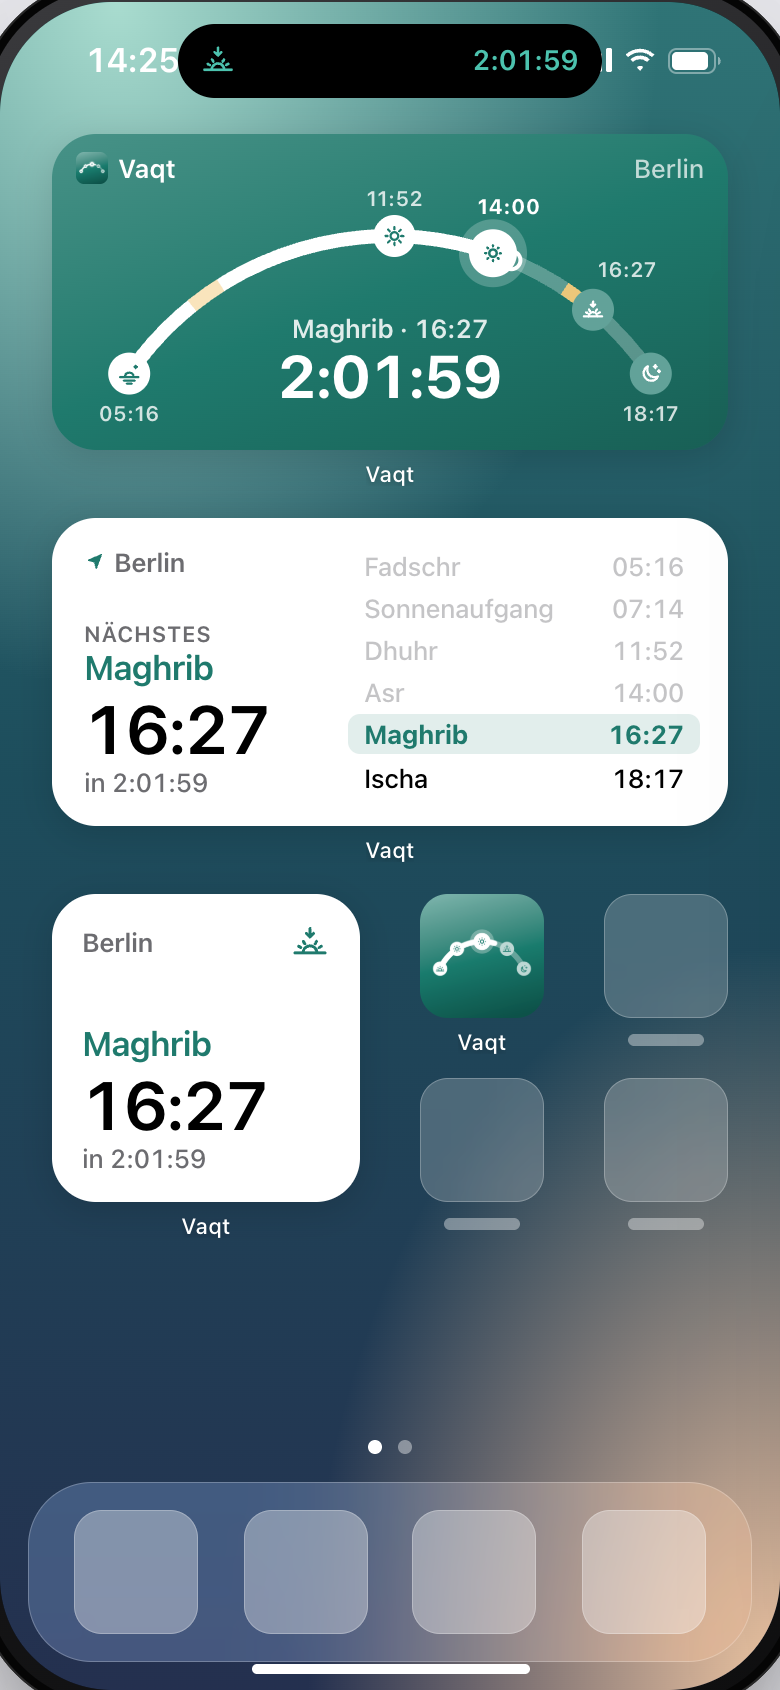 14:25
2:01:59
Vaqt
Berlin
11:52
14:00
16:27
Maghrib · 16:27
2:01:59
05:16
18:17
Vaqt
Berlin
NÄCHSTES
Maghrib
16:27
in 2:01:59
Fadschr 05:16
Sonnenaufgang 07:14
Dhuhr 11:52
Asr 14:00
Maghrib 16:27
Ischa 18:17
Vaqt
Berlin
Maghrib
16:27
in 2:01:59
Vaqt
Vaqt